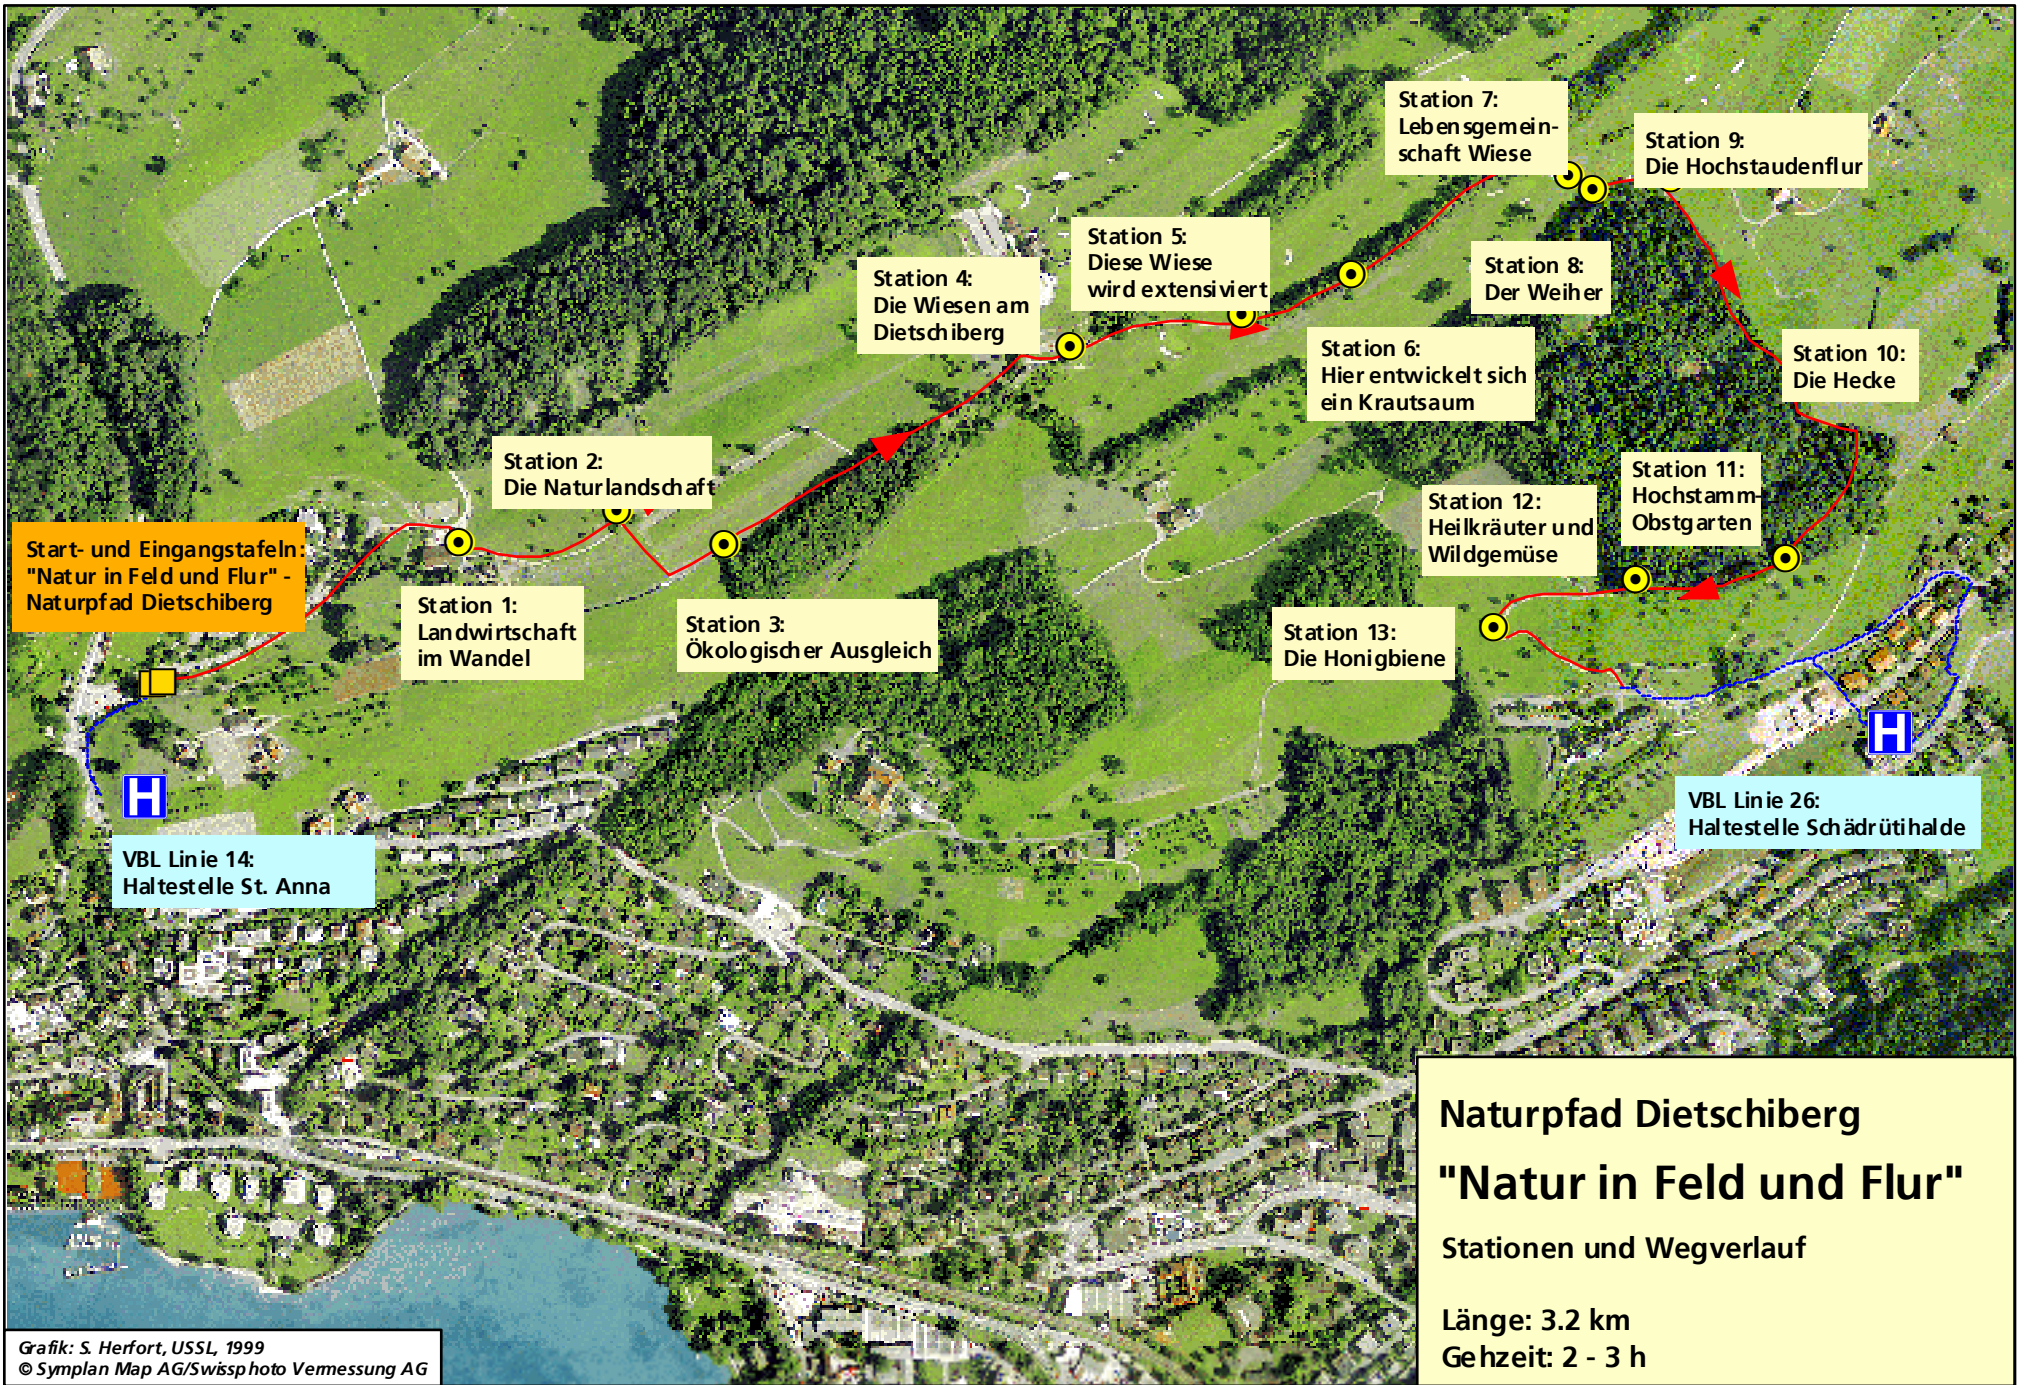 Station 7:
Lebensgemein-
schaft Wiese
Station 9:
Die Hochstaudenflur
Station 5:
Diese Wiese
wird extensiviert
Station 4:
Die Wiesen am
Dietschiberg
Station 8:
Der Weiher
Station 6:
Hier entwickelt sich
ein Krautsaum
Station 10:
Die Hecke
Station 2:
Die Naturlandschaft
Station 11:
Hochstamm-
Obstgarten
Station 12:
Heilkräuter und
Wildgemüse
Start- und Eingangstafeln:
"Natur in Feld und Flur" -
Naturpfad Dietschiberg
Station 1:
Landwirtschaft
im Wandel
Station 3:
Ökologischer Ausgleich
Station 13:
Die Honigbiene
H
H
VBL Linie 26:
Haltestelle Schädrütihalde
VBL Linie 14:
Haltestelle St. Anna
Naturpfad Dietschiberg
"Natur in Feld und Flur"
Stationen und Wegverlauf
Länge: 3.2 km
Gehzeit: 2 - 3 h
Grafik: S. Herfort, USSL, 1999
© Symplan Map AG/Swissphoto Vermessung AG